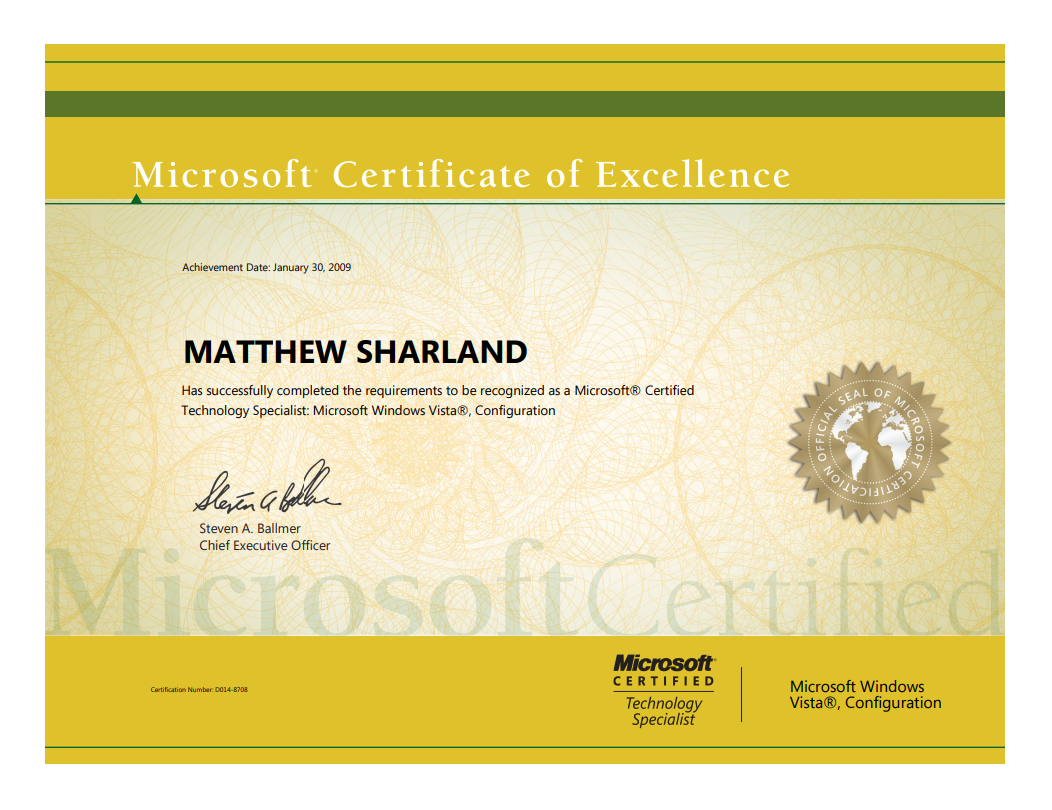 Microsoft® Certificate of Excellence
Achievement Date: January 30, 2009
MATTHEW SHARLAND
Has successfully completed the requirements to be recognized as a Microsoft® Certified
Technology Specialist: Microsoft Windows Vista®, Configuration
OFFICIAL SEAL OF MICROSOFT CERTIFICATION
Steven A. Ballmer
Steven A. Ballmer
Chief Executive Officer
MicrosoftCertified
Certification Number: D014-8708
Microsoft®
CERTIFIED
Technology
Specialist
Microsoft Windows
Vista®, Configuration